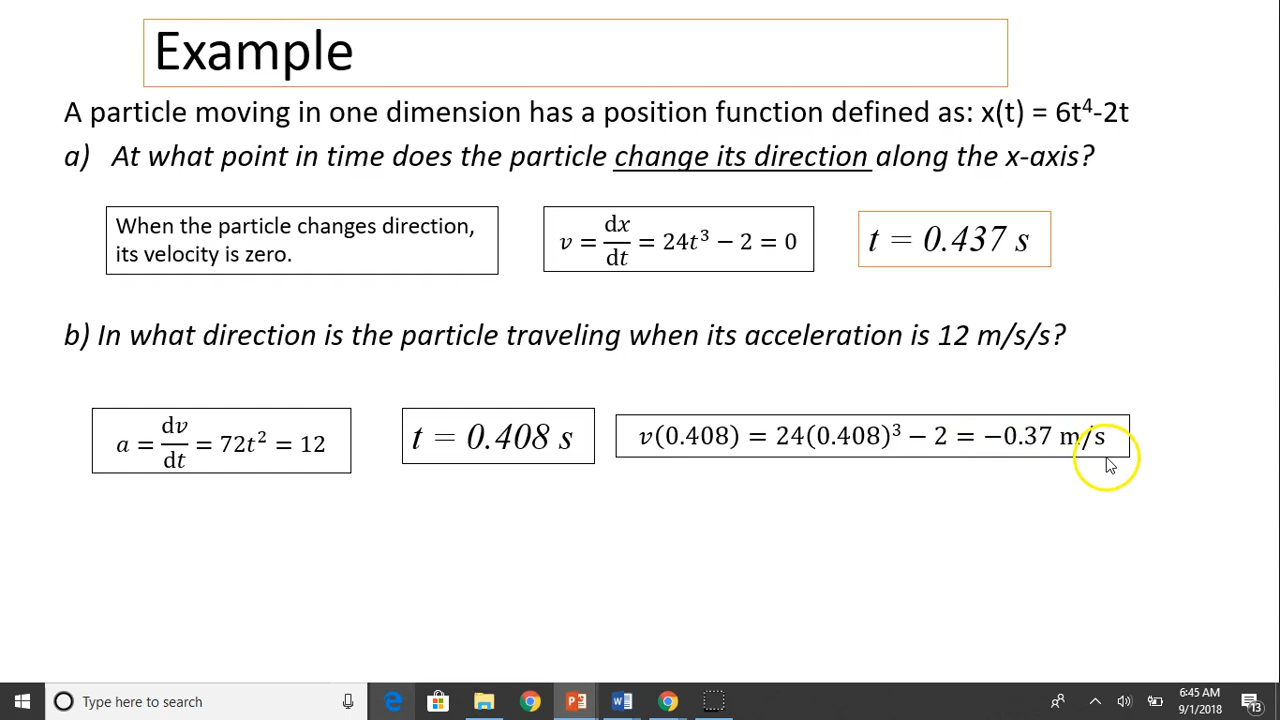 Example
A particle moving in one dimension has a position function defined as: x(t) = 6t⁴-2t
a) At what point in time does the particle change its direction along the x-axis?
When the particle changes direction,
its velocity is zero.
v = dx/dt = 24t³ − 2 = 0
t = 0.437 s
b) In what direction is the particle traveling when its acceleration is 12 m/s/s?
a = dv/dt = 72t² = 12
t = 0.408 s
v(0.408) = 24(0.408)³ − 2 = −0.37 m/s
Type here to search
6:45 AM
9/1/2018
13